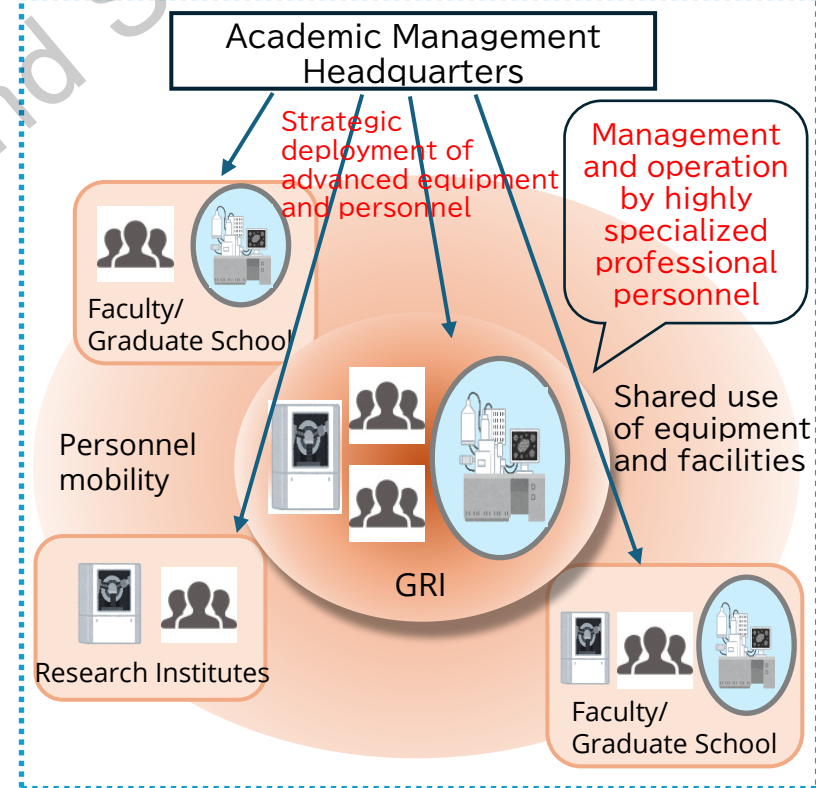 Academic Management
Headquarters
Strategic
deployment of
advanced equipment
and personnel
Management
and operation
by highly
specialized
professional
personnel
Faculty/
Graduate School
Personnel
mobility
Shared use
of equipment
and facilities
GRI
Research Institutes
Faculty/
Graduate School